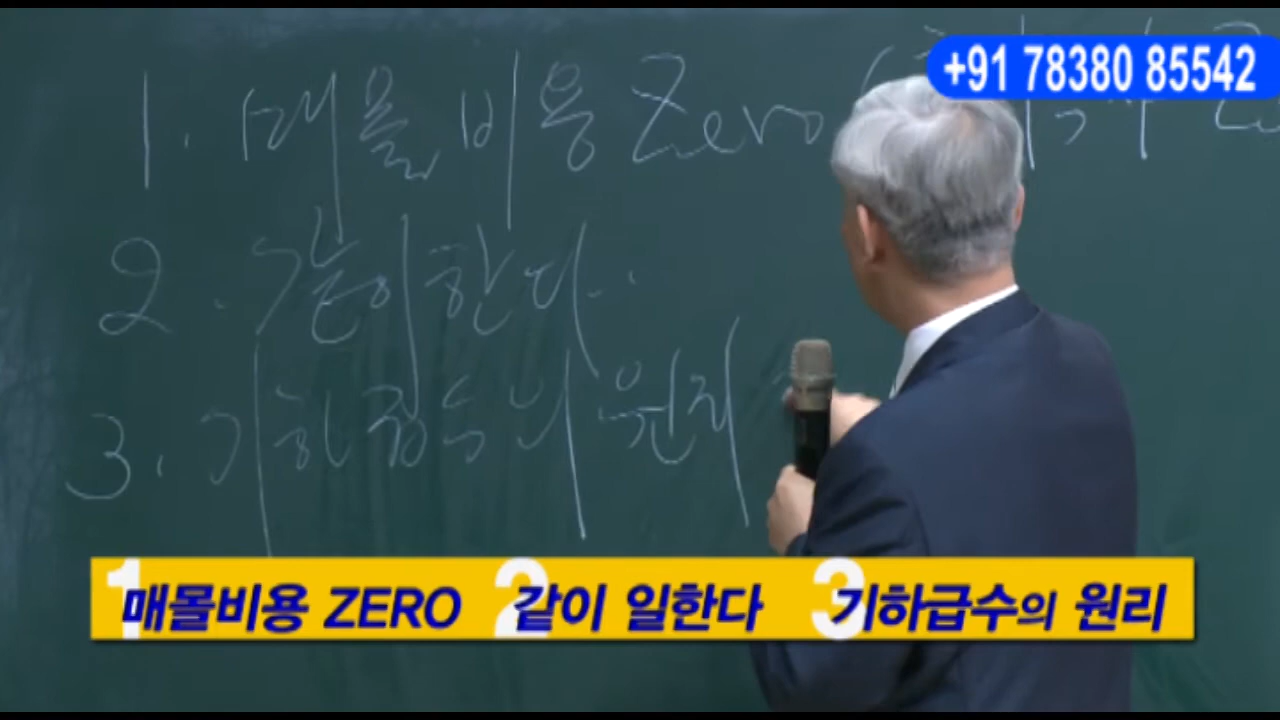 +91 78380 85542
1. 매몰비용 Zero (
2. 같이한다.
3. 기하급수의 원리
1 매몰비용 ZERO 2 같이 일한다 3 기하급수의 원리